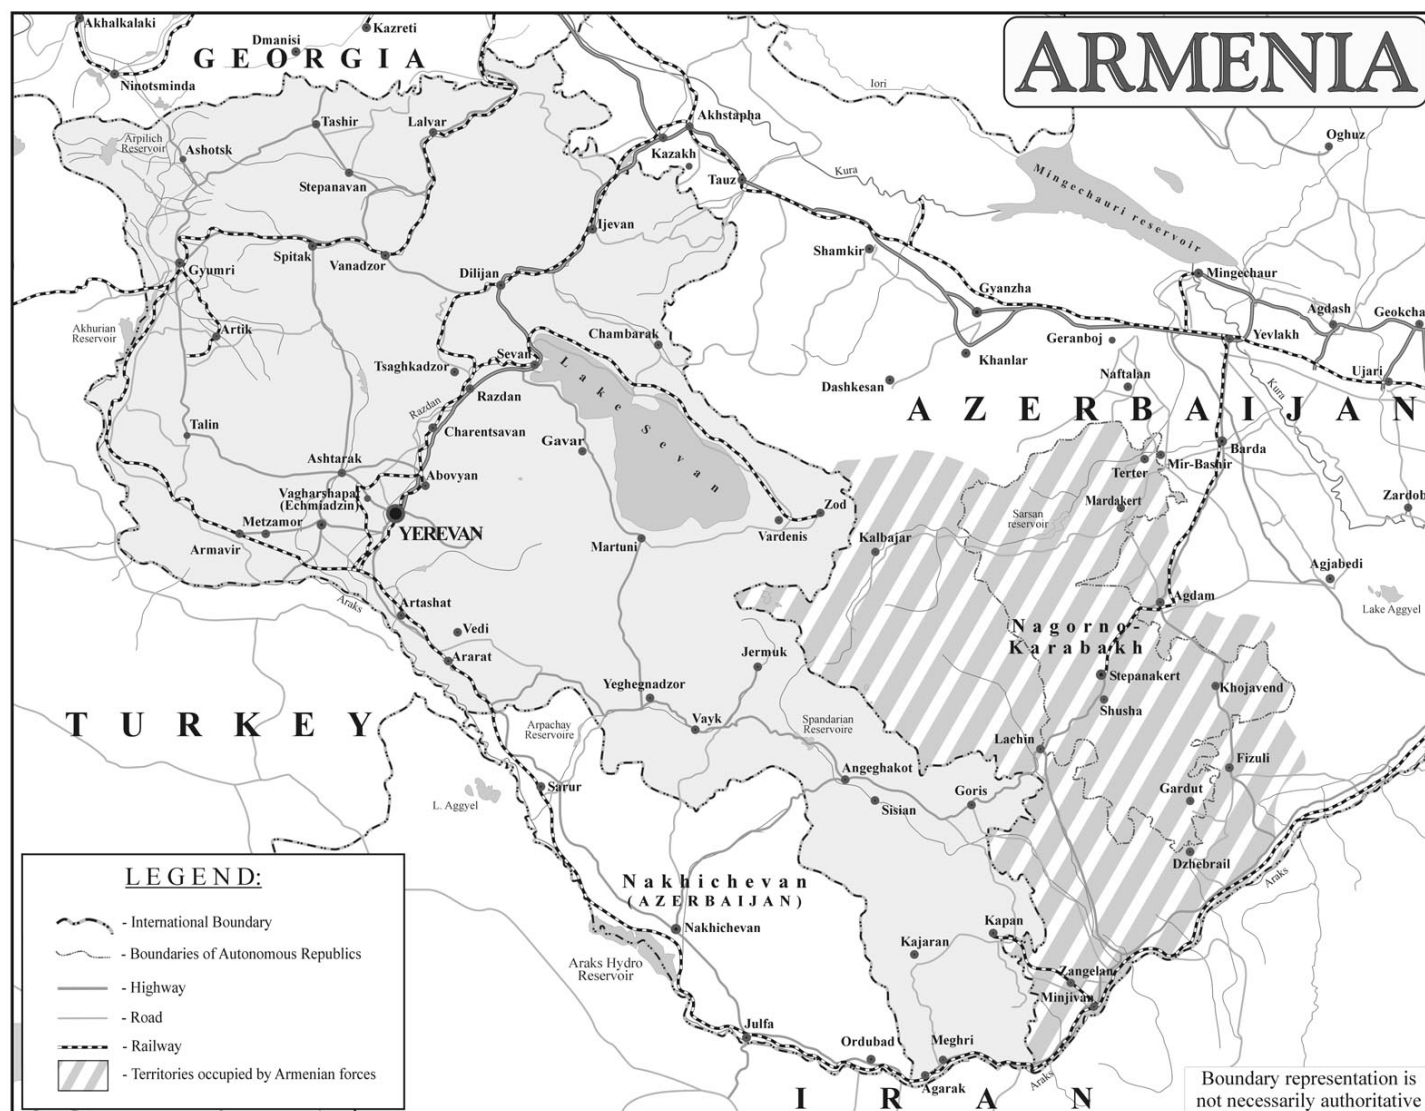 ARMENIA
Akhalkalaki
Kazreti
Dmanisi
GEORGIA
Ninotsminda
Iori
Akhstapha
Oghuz
Tashir
Lalvar
Arpilich
Reservoir
Ashotsk
Kazakh
Stepanavan
Tauz
Kura
Mingechauri reservoir
Ijevan
Shamkir
Spitak
Vanadzor
Gyumri
Dilijan
Mingechaur
Gyanzha
Akhurian
Reservoir
Artik
Chambarak
Agdash
Geokcha
Geranboj
Yevlakh
Sevan
Tsaghkadzor
Khanlar
Lake Sevan
Dashkesan
Naftalan
Ujari
Kura
Razdan
Razdan
AZERBAIJAN
Talin
Charentsavan
Gavar
Barda
Ashtarak
Terter
Mir-Bashir
Abovyan
Vagharshapat
(Echmiadzin)
Mardakert
Zardob
Zod
Sarsan
reservoir
Metzamor
YEREVAN
Vardenis
Kalbajar
Armavir
Martuni
Agjabedi
Agdam
Lake Aggyel
Araks
Artashat
Vedi
Nagorno-
Karabakh
Ararat
Jermuk
Stepanakert
Khojavend
Yeghegnadzor
Shusha
TURKEY
Arpachay
Reservoire
Vayk
Spandarian
Reservoire
Lachin
Fizuli
Angeghakot
Sarur
Goris
Gardut
L. Aggyel
Sisian
Dzhebrail
Araks
Nakhichevan
(AZERBAIJAN)
Kapan
Nakhichevan
Kajaran
Araks Hydro
Reservoir
Zangelan
Minjivan
Julfa
Ordubad
Meghri
Agarak
Araks
IRAN
LEGEND:
- International Boundary
- Boundaries of Autonomous Republics
- Highway
- Road
- Railway
- Territories occupied by Armenian forces
Boundary representation is
not necessarily authoritative